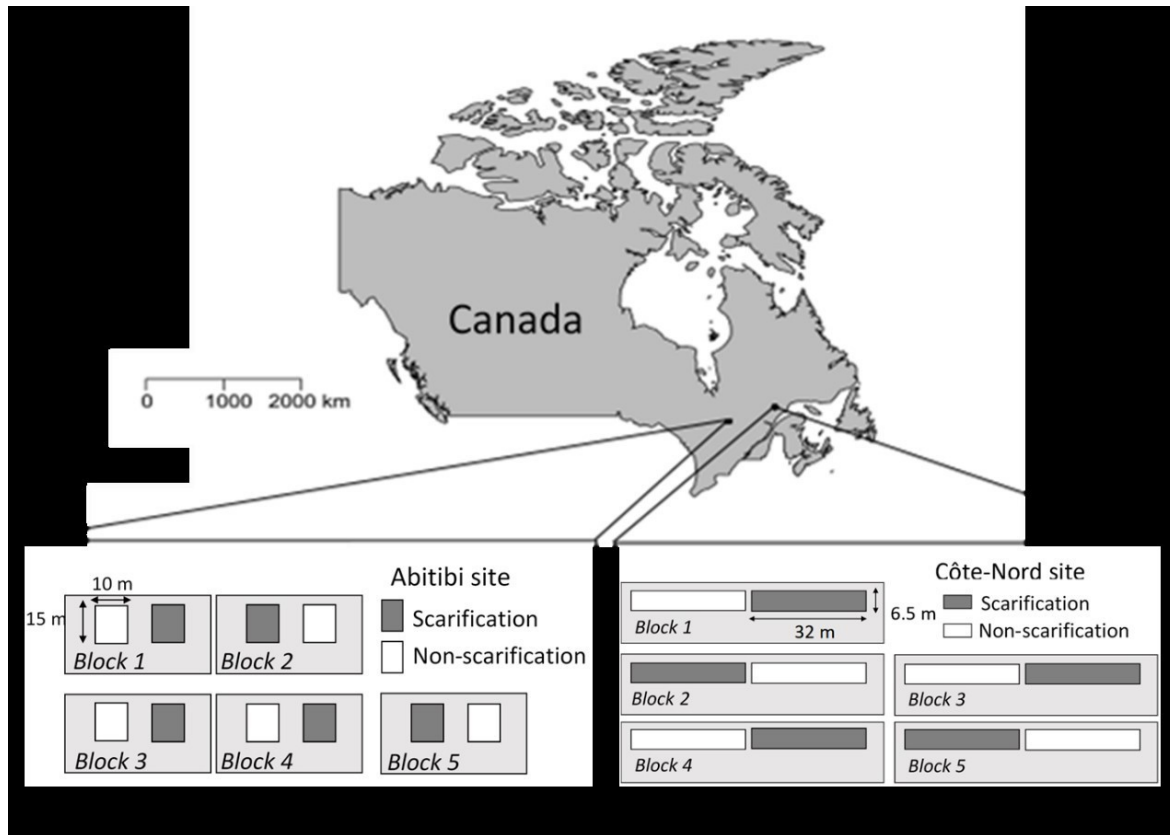 Canada
0 1000 2000 km
Abitibi site
Scarification
Non-scarification
10 m
15 m
Block 1
Block 2
Block 3
Block 4
Block 5
Côte-Nord site
Scarification
Non-scarification
6.5 m
32 m
Block 1
Block 2
Block 3
Block 4
Block 5